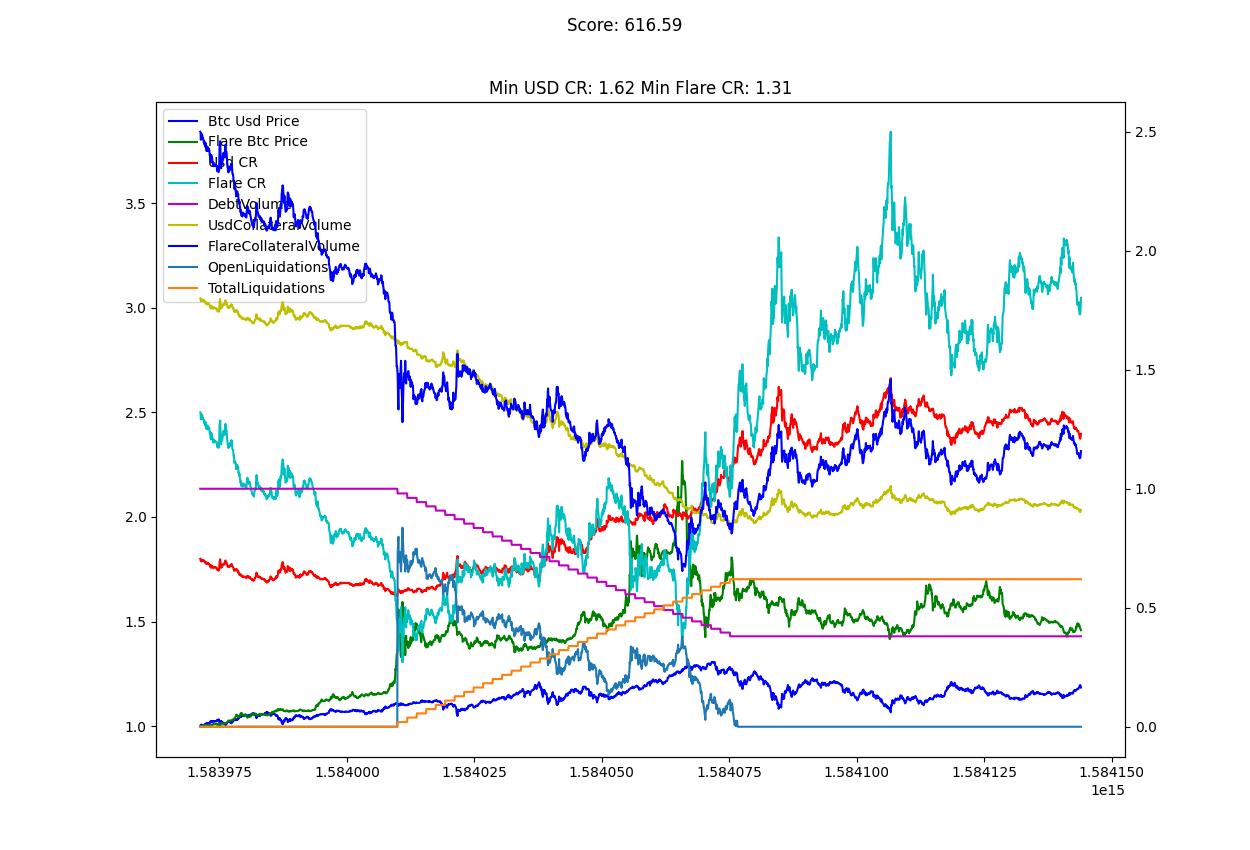 Score: 616.59
Min USD CR: 1.62 Min Flare CR: 1.31
Btc Usd Price
Flare Btc Price
Usd CR
Flare CR
DebtVolume
UsdCollateralVolume
FlareCollateralVolume
OpenLiquidations
TotalLiquidations
3.5
3.0
2.5
2.0
1.5
1.0
2.5
2.0
1.5
1.0
0.5
0.0
1.583975
1.584000
1.584025
1.584050
1.584075
1.584100
1.584125
1.584150
1e15